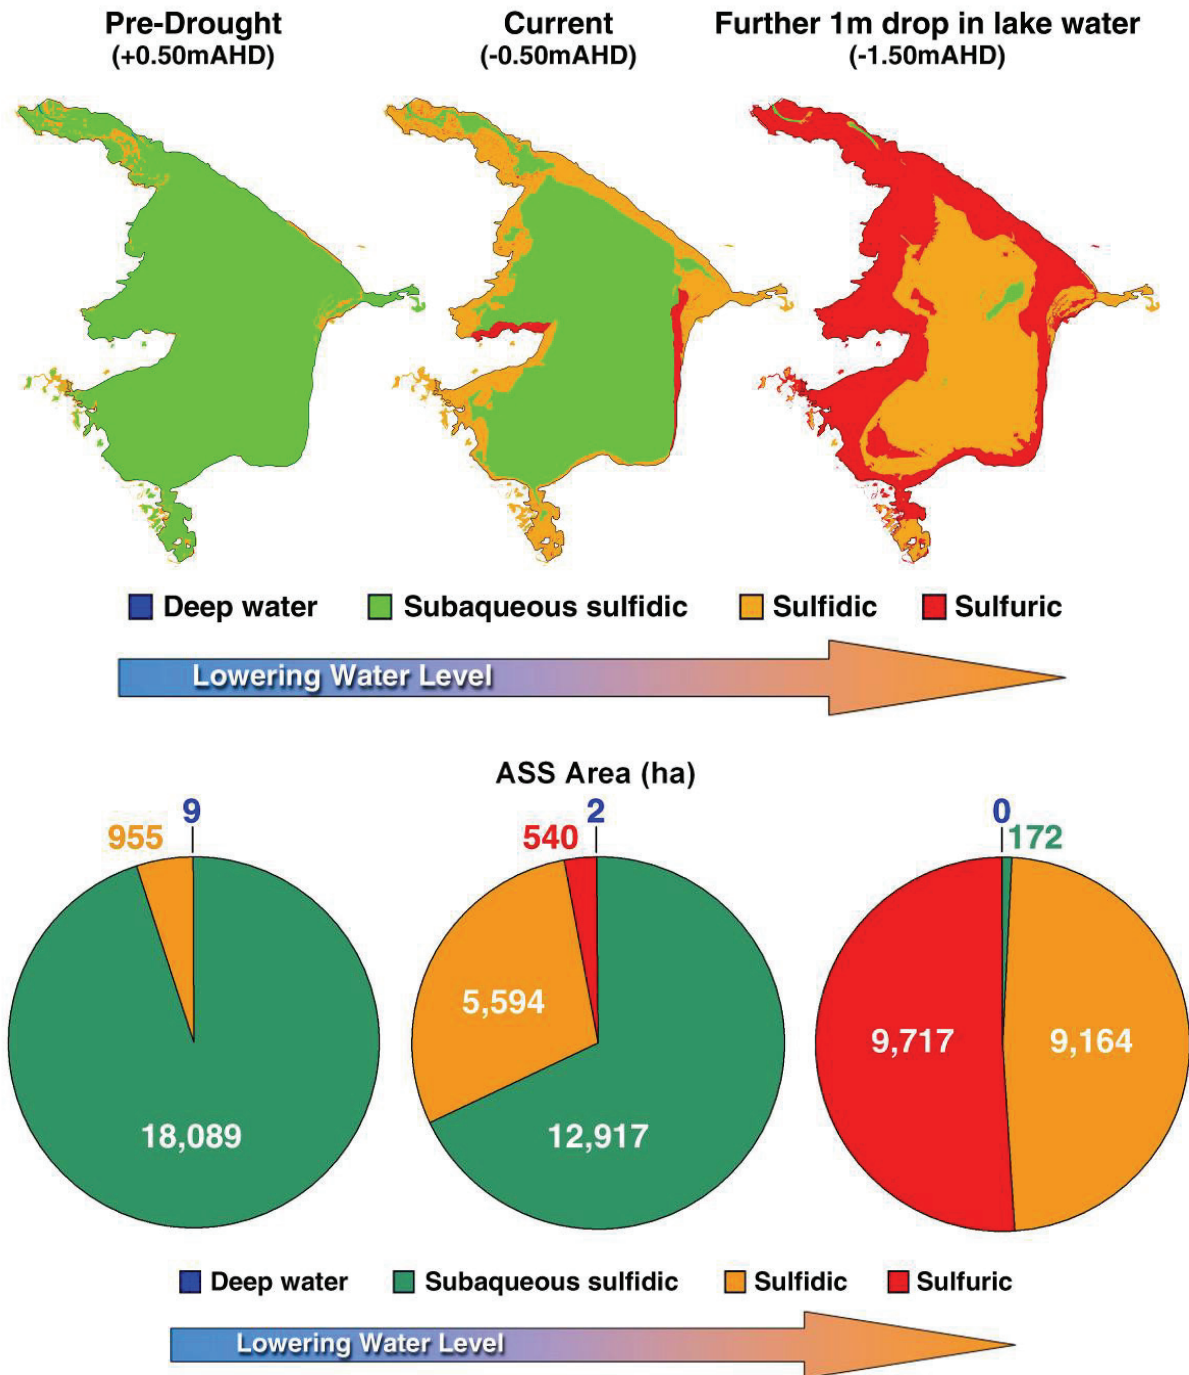 Pre-Drought
(+0.50mAHD)
Current
(-0.50mAHD)
Further 1m drop in lake water
(-1.50mAHD)
Deep water
Subaqueous sulfidic
Sulfidic
Sulfuric
Lowering Water Level
ASS Area (ha)
9
955
18,089
2
540
5,594
12,917
0
172
9,717
9,164
Deep water
Subaqueous sulfidic
Sulfidic
Sulfuric
Lowering Water Level